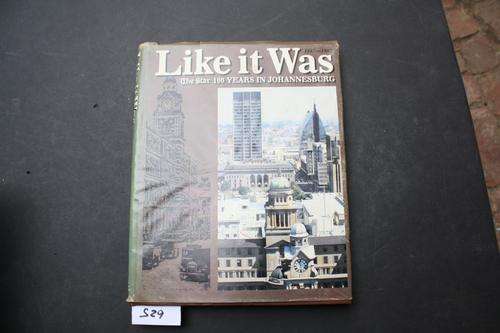 Like it Was
The Star 100 YEARS IN JOHANNESBURG
S29